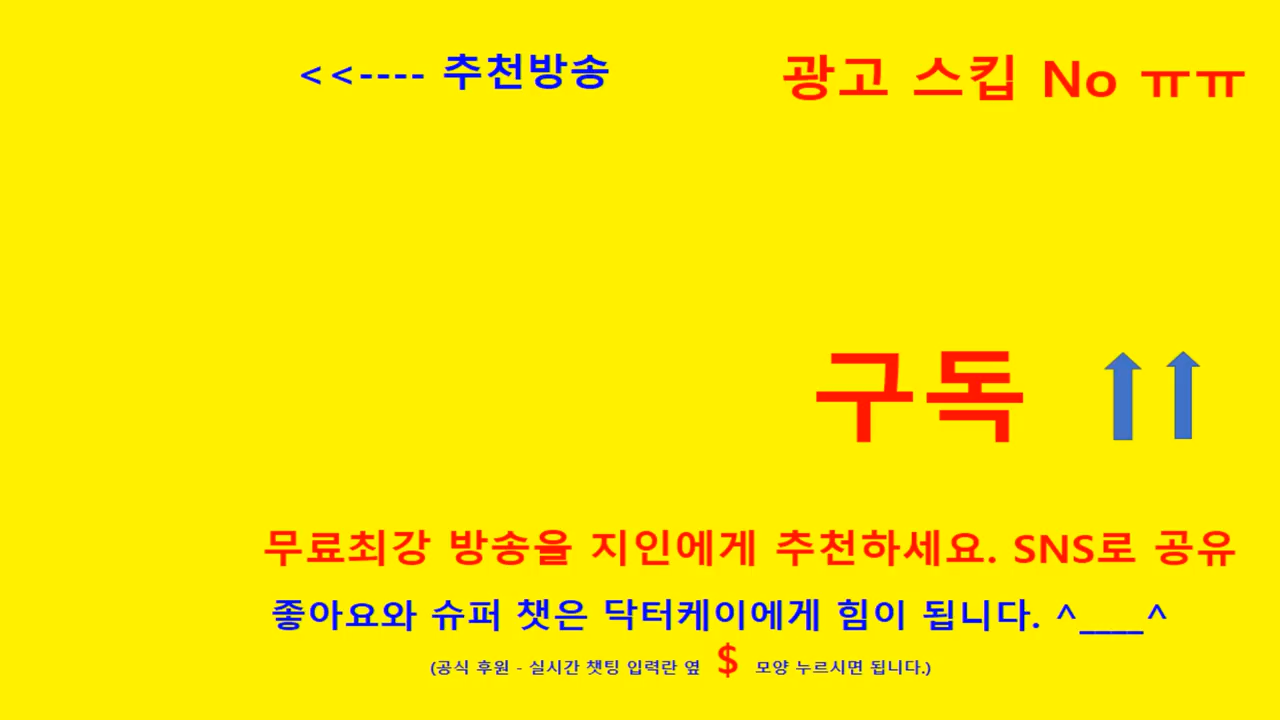 <<---- 추천방송
광고 스킵 No ㅠㅠ
구독
무료최강 방송을 지인에게 추천하세요. SNS로 공유
좋아요와 슈퍼 챗은 닥터케이에게 힘이 됩니다. ^____^
(공식 후원 - 실시간 챗팅 입력란 옆 $ 모양 누르시면 됩니다.)